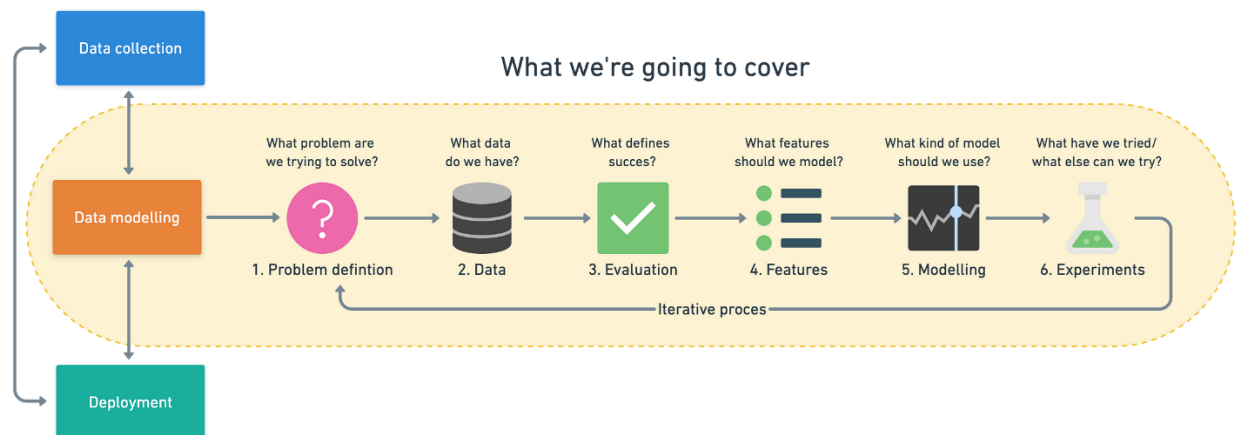 Data collection
What we're going to cover
What problem are
we trying to solve?
What data
do we have?
What defines
succes?
What features
should we model?
What kind of model
should we use?
What have we tried/
what else can we try?
Data modelling
?
1. Problem defintion
2. Data
3. Evaluation
4. Features
5. Modelling
6. Experiments
Iterative proces
Deployment